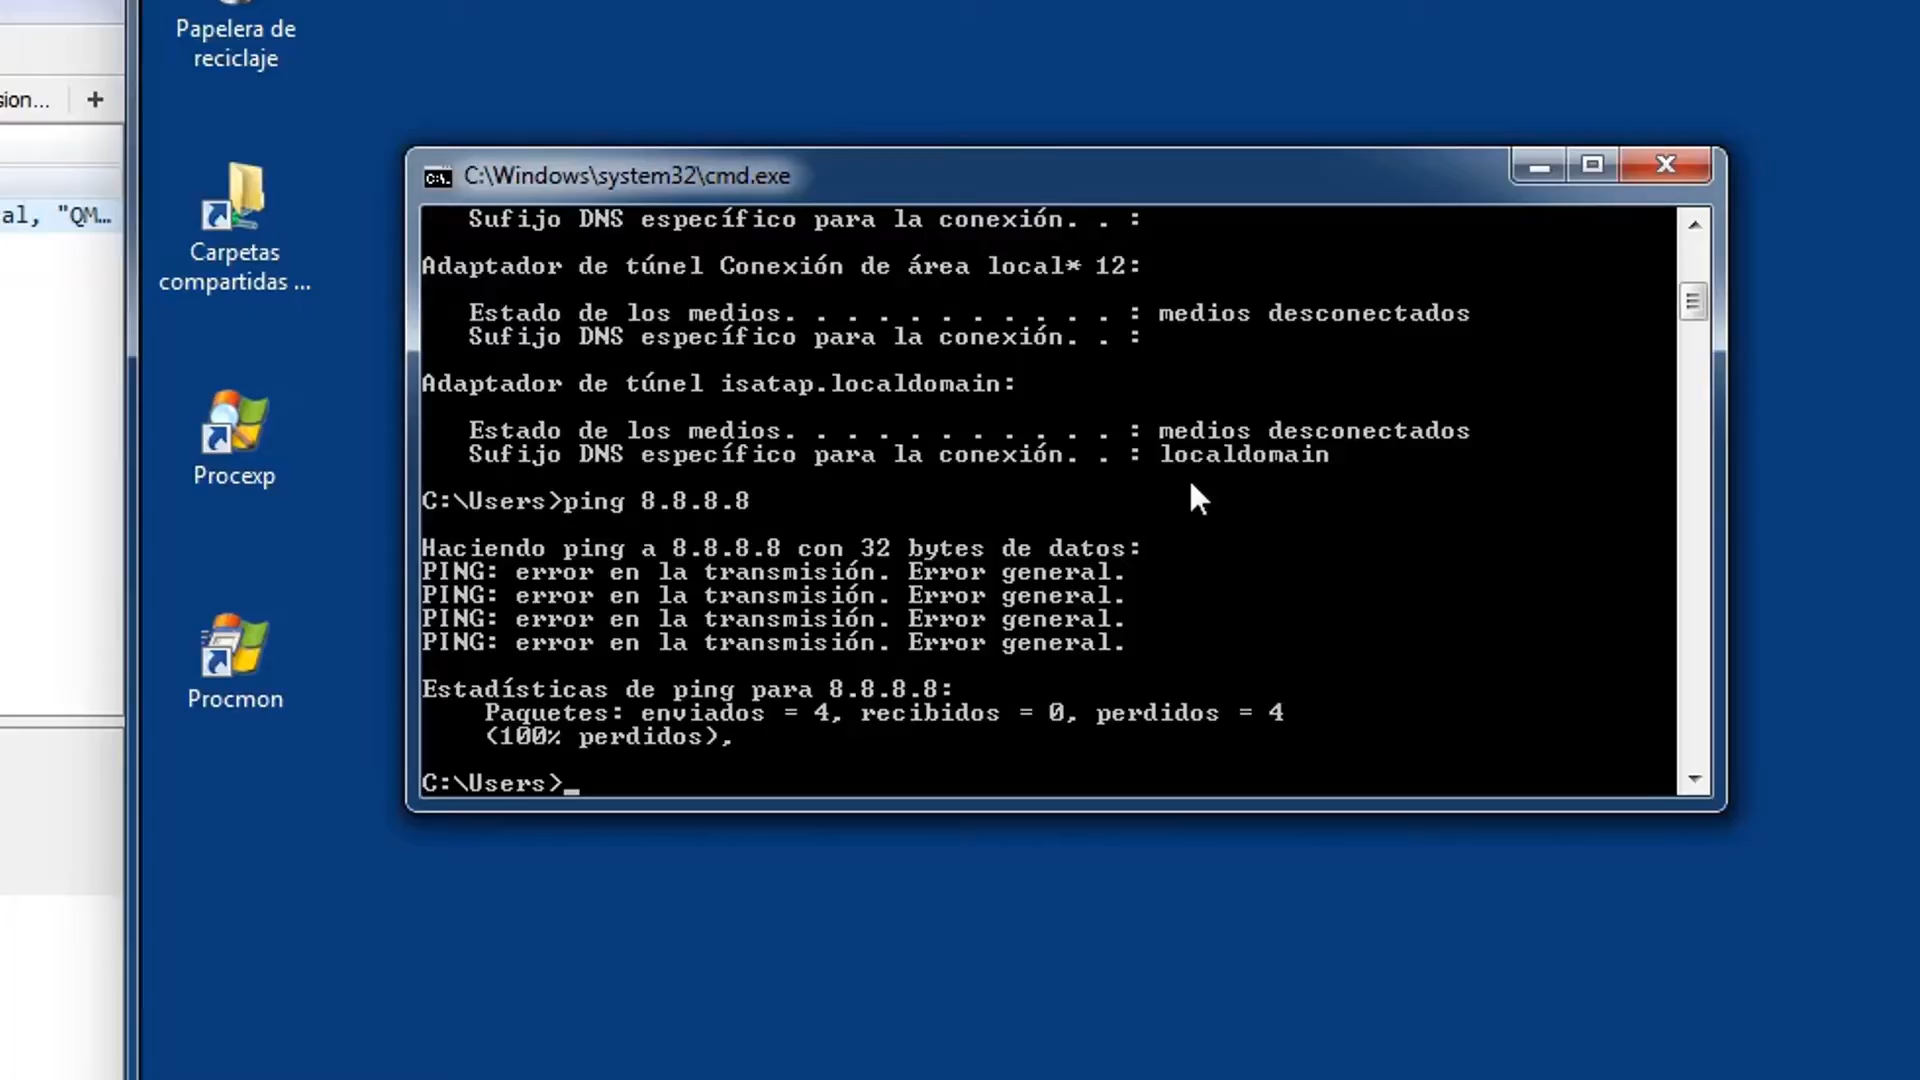 Papelera de
reciclaje
sion...
+
al, "QM...
Carpetas
compartidas ...
Procexp
Procmon
C:\Windows\system32\cmd.exe
Sufijo DNS específico para la conexión. . :
Adaptador de túnel Conexión de área local* 12:
Estado de los medios. . . . . . . . . . . : medios desconectados
Sufijo DNS específico para la conexión. . :
Adaptador de túnel isatap.localdomain:
Estado de los medios. . . . . . . . . . . : medios desconectados
Sufijo DNS específico para la conexión. . : localdomain
C:\Users>ping 8.8.8.8
Haciendo ping a 8.8.8.8 con 32 bytes de datos:
PING: error en la transmisión. Error general.
PING: error en la transmisión. Error general.
PING: error en la transmisión. Error general.
PING: error en la transmisión. Error general.
Estadísticas de ping para 8.8.8.8:
Paquetes: enviados = 4, recibidos = 0, perdidos = 4
(100% perdidos),
C:\Users>_